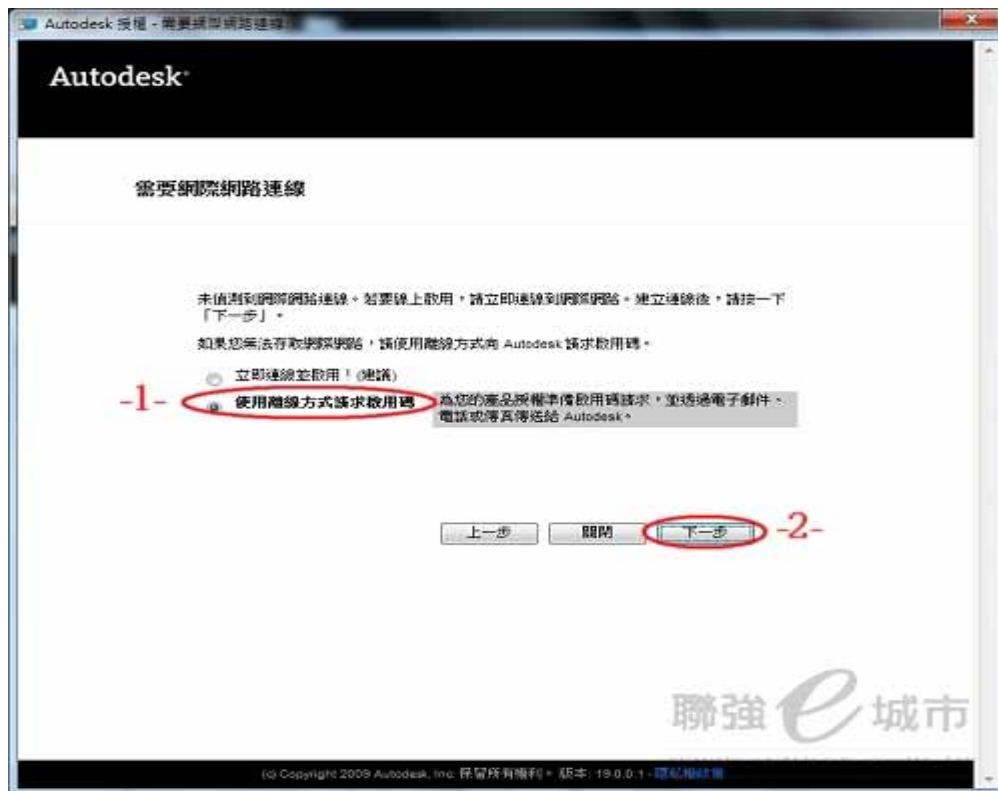 Autodesk 授權 - 需要網際網路連線
Autodesk
需要網際網路連線
未偵測到網際網路連線。若要線上啟用，請立即連線到網際網路。建立連線後，請按一下
「下一步」。
如果您無法存取網際網路，請使用離線方式向 Autodesk 請求啟用碼。
立即連線並啟用！(建議)
-1-
使用離線方式請求啟用碼
為您的產品授權準備啟用碼請求，並透過電子郵件、
電話或傳真傳送給 Autodesk。
上一步 關閉 下一步 -2-
聯強e城市
(c) Copyright 2009 Autodesk, Inc. 保留所有權利。 版本: 19.0.0.1 -